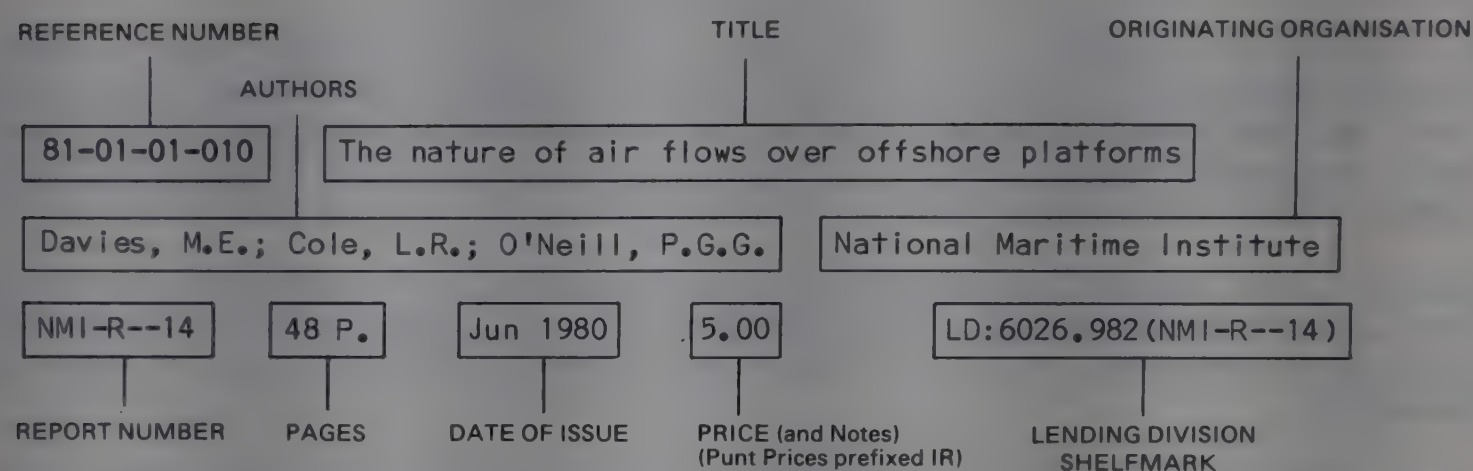 REFERENCE NUMBER TITLE ORIGINATING ORGANISATION
AUTHORS
81-01-01-010 The nature of air flows over offshore platforms
Davies, M.E.; Cole, L.R.; O'Neill, P.G.G. National Maritime Institute
NMI-R--14 48 P. Jun 1980 5.00 LD:6026.982(NMI-R--14)
REPORT NUMBER PAGES DATE OF ISSUE PRICE (and Notes) LENDING DIVISION
(Punt Prices prefixed IR) SHELFMARK